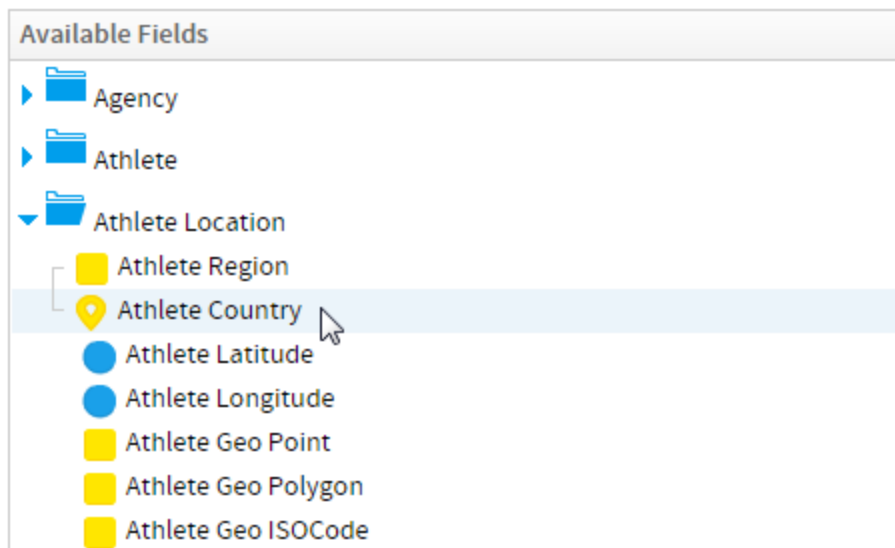 Available Fields
Agency
Athlete
Athlete Location
Athlete Region
Athlete Country
Athlete Latitude
Athlete Longitude
Athlete Geo Point
Athlete Geo Polygon
Athlete Geo ISOCode